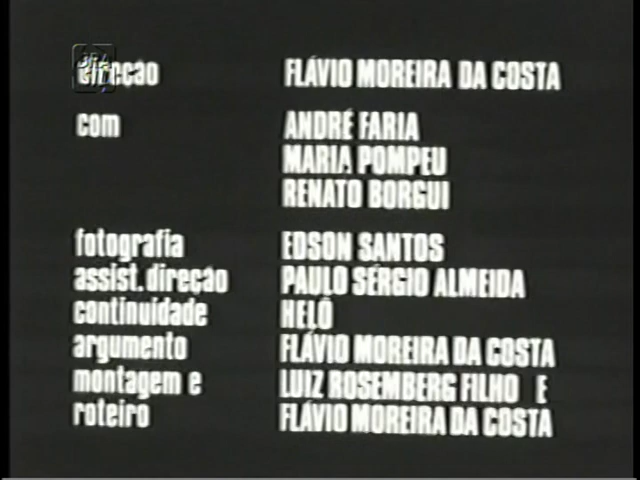 direção FLÁVIO MOREIRA DA COSTA
com ANDRÉ FARIA
MARIA POMPEU
RENATO BORGUI
fotografia EDSON SANTOS
assist. direção PAULO SÉRGIO ALMEIDA
continuidade HELÔ
argumento FLÁVIO MOREIRA DA COSTA
montagem e LUIZ ROSEMBERG FILHO E
roteiro FLÁVIO MOREIRA DA COSTA